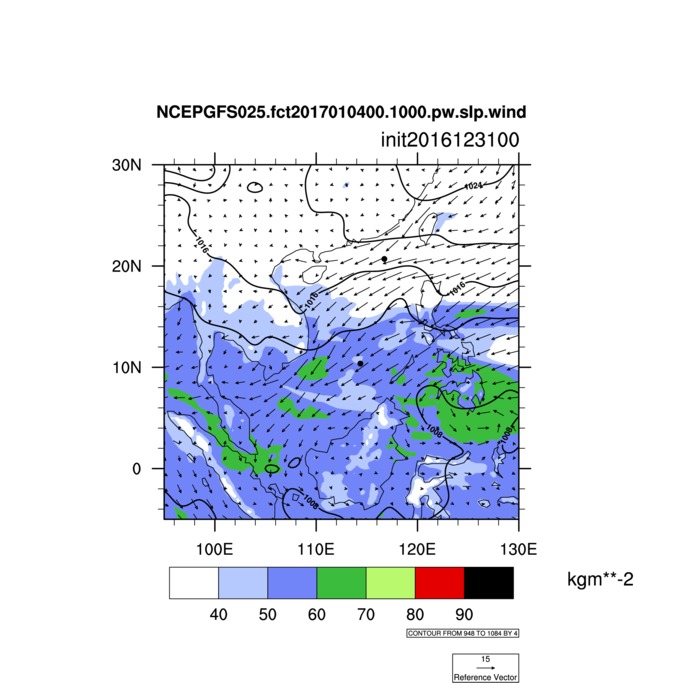 NCEPGFS025.fct2017010400.1000.pw.slp.wind
init2016123100
30N
1024
1016
20N
1016
1016
10N
1008
1008
0
1008
100E 110E 120E 130E
kgm**-2
40 50 60 70 80 90
CONTOUR FROM 948 TO 1084 BY 4
15
Reference Vector